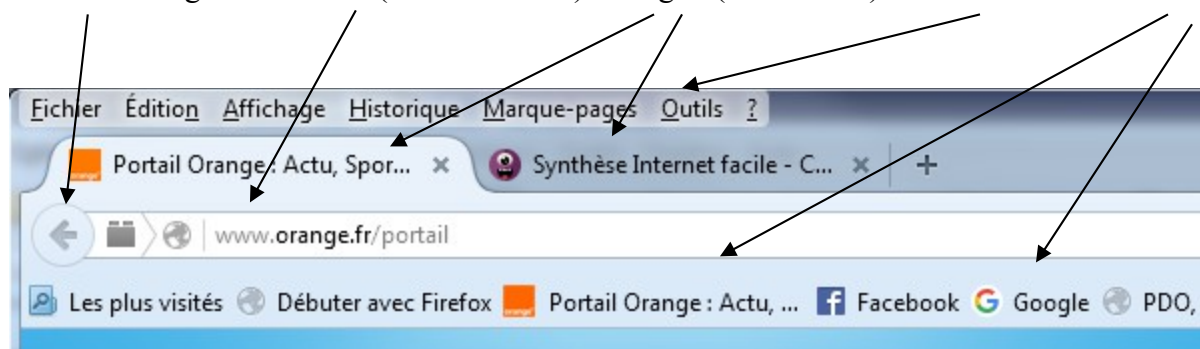 Fichier Édition Affichage Historique Marque-pages Outils ?
Portail Orange : Actu, Spor... × Synthèse Internet facile - C... × +
www.orange.fr/portail
Les plus visités Débuter avec Firefox Portail Orange : Actu, ... Facebook G Google PDO,